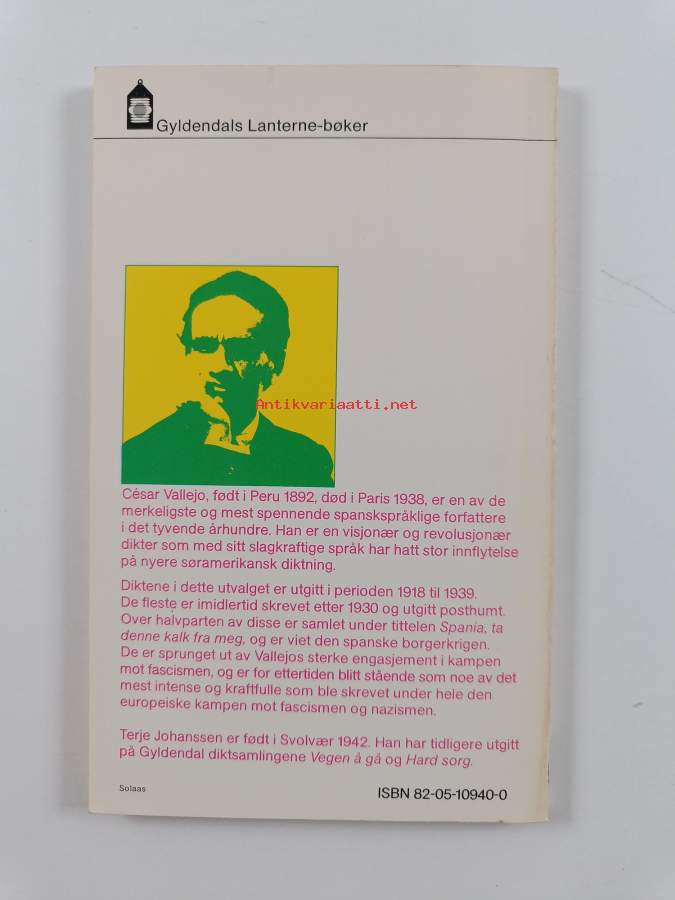 Gyldendals Lanterne-bøker
Antikvariaatti.net
César Vallejo, født i Peru 1892, død i Paris 1938, er en av de
merkeligste og mest spennende spanskspråklige forfattere
i det tyvende århundre. Han er en visjonær og revolusjonær
dikter som med sitt slagkraftige språk har hatt stor innflytelse
på nyere søramerikansk diktning.
Diktene i dette utvalget er utgitt i perioden 1918 til 1939.
De fleste er imidlertid skrevet etter 1930 og utgitt posthumt.
Over halvparten av disse er samlet under tittelen Spania, ta
denne kalk fra meg, og er viet den spanske borgerkrigen.
De er sprunget ut av Vallejos sterke engasjement i kampen
mot fascismen, og er for ettertiden blitt stående som noe av det
mest intense og kraftfulle som ble skrevet under hele den
europeiske kampen mot fascismen og nazismen.
Terje Johanssen er født i Svolvær 1942. Han har tidligere utgitt
på Gyldendal diktsamlingene Vegen å gå og Hard sorg.
Solaas
ISBN 82-05-10940-0